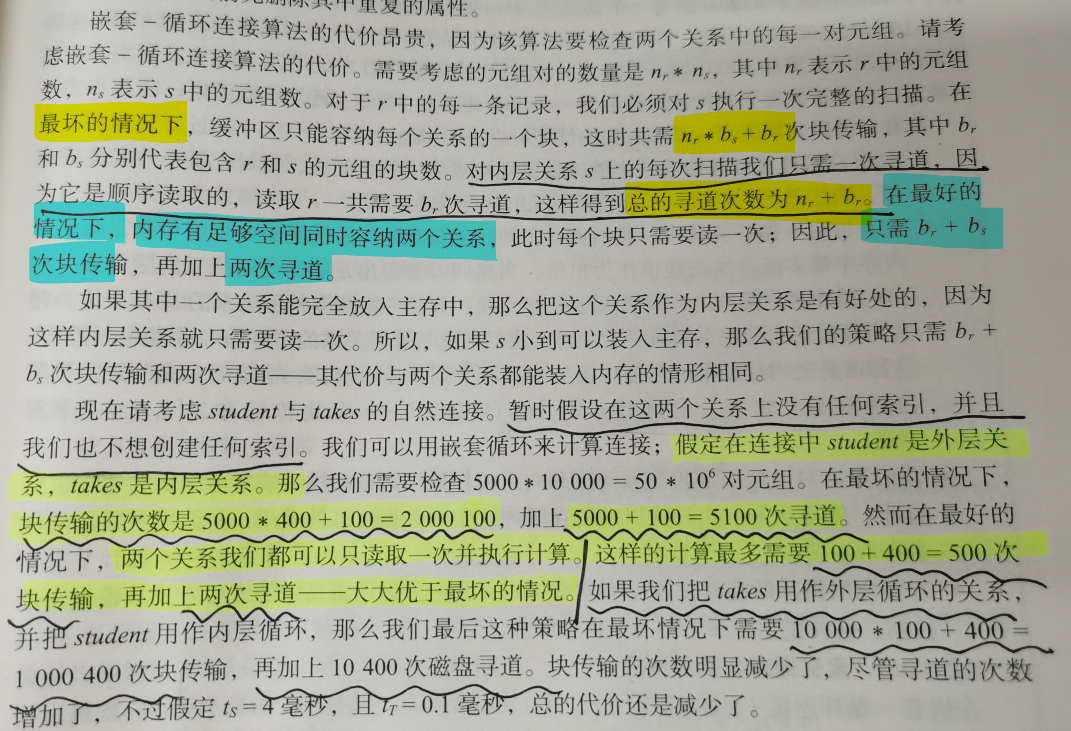 其中重复的属性。
嵌套－循环连接算法的代价昂贵，因为该算法要检查两个关系中的每一对元组。请考
虑嵌套－循环连接算法的代价。需要考虑的元组对的数量是 nr * ns，其中 nr 表示 r 中的元组
数，ns 表示 s 中的元组数。对于 r 中的每一条记录，我们必须对 s 执行一次完整的扫描。在
最坏的情况下，缓冲区只能容纳每个关系的一个块，这时共需 nr * bs + br 次块传输，其中 br
和 bs 分别代表包含 r 和 s 的元组的块数。对内层关系 s 上的每次扫描我们只需一次寻道，因
为它是顺序读取的，读取 r 一共需要 br 次寻道，这样得到总的寻道次数为 nr + br。在最好的
情况下，内存有足够空间同时容纳两个关系，此时每个块只需要读一次；因此，只需 br + bs
次块传输，再加上两次寻道。
如果其中一个关系能完全放入主存中，那么把这个关系作为内层关系是有好处的，因为
这样内层关系就只需要读一次。所以，如果 s 小到可以装入主存，那么我们的策略只需 br +
bs 次块传输和两次寻道——其代价与两个关系都能装入内存的情形相同。
现在请考虑 student 与 takes 的自然连接。暂时假设在这两个关系上没有任何索引，并且
我们也不想创建任何索引。我们可以用嵌套循环来计算连接；假定在连接中 student 是外层关
系，takes 是内层关系。那么我们需要检查 5000 * 10 000 = 50 * 10⁶ 对元组。在最坏的情况下，
块传输的次数是 5000 * 400 + 100 = 2 000 100，加上 5000 + 100 = 5100 次寻道。然而在最好的
情况下，两个关系我们都可以只读取一次并执行计算。这样的计算最多需要 100 + 400 = 500 次
块传输，再加上两次寻道——大大优于最坏的情况。如果我们把 takes 用作外层循环的关系，
并把 student 用作内层循环，那么我们最后这种策略在最坏情况下需要 10 000 * 100 + 400 =
1 000 400 次块传输，再加上 10 400 次磁盘寻道。块传输的次数明显减少了，尽管寻道的次数
增加了，不过假定 tS = 4 毫秒，且 tT = 0.1 毫秒，总的代价还是减少了。